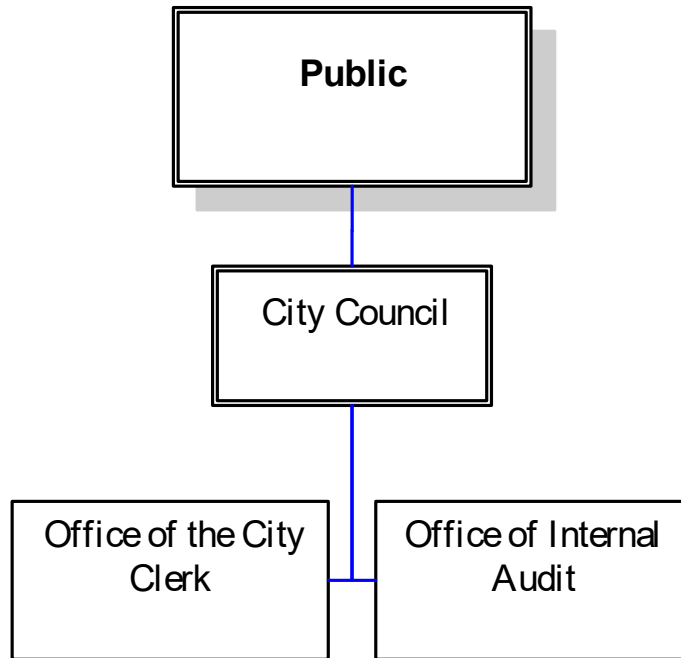 Public
City Council
Office of the City
Clerk
Office of Internal
Audit